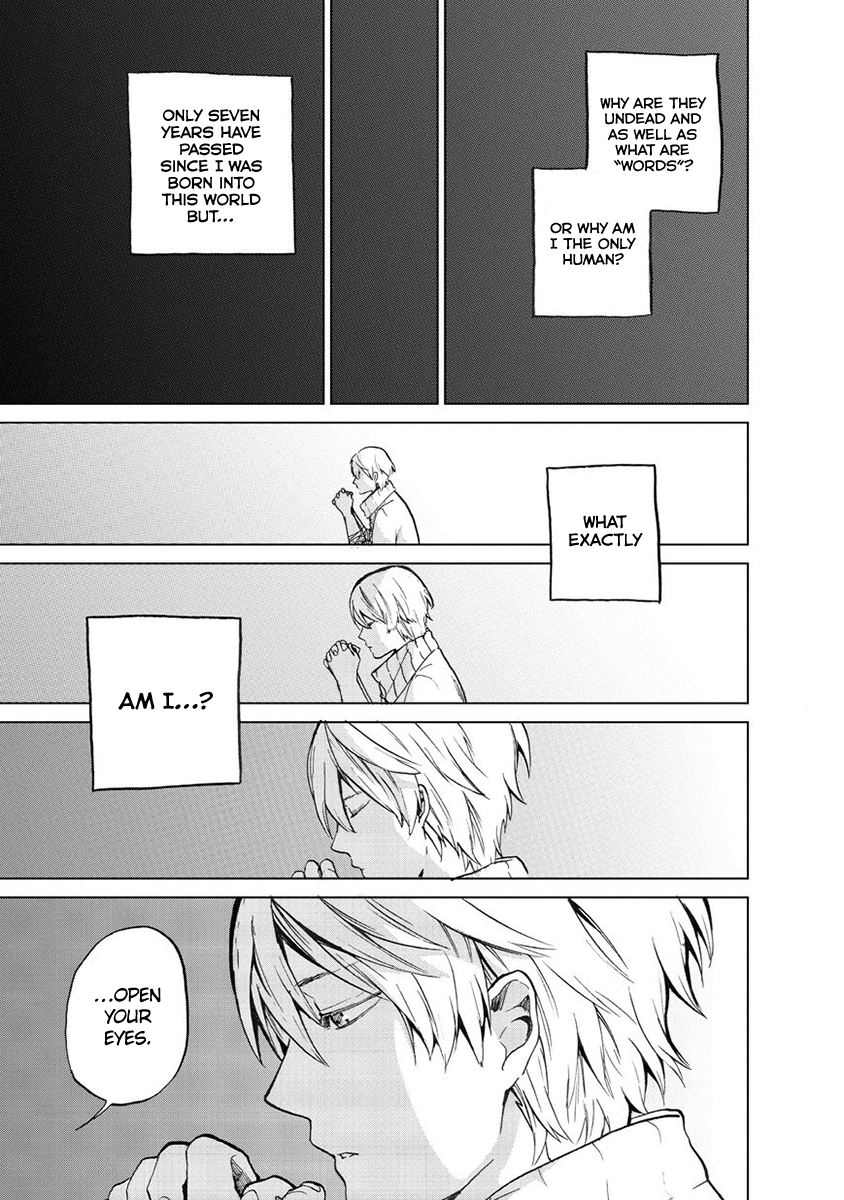 WHY ARE THEY
UNDEAD AND
AS WELL AS
WHAT ARE
"WORDS"?
OR WHY AM
I THE ONLY
HUMAN?
ONLY SEVEN
YEARS HAVE
PASSED
SINCE I WAS
BORN INTO
THIS WORLD
BUT...
WHAT
EXACTLY
AM I...?
...OPEN
YOUR
EYES.